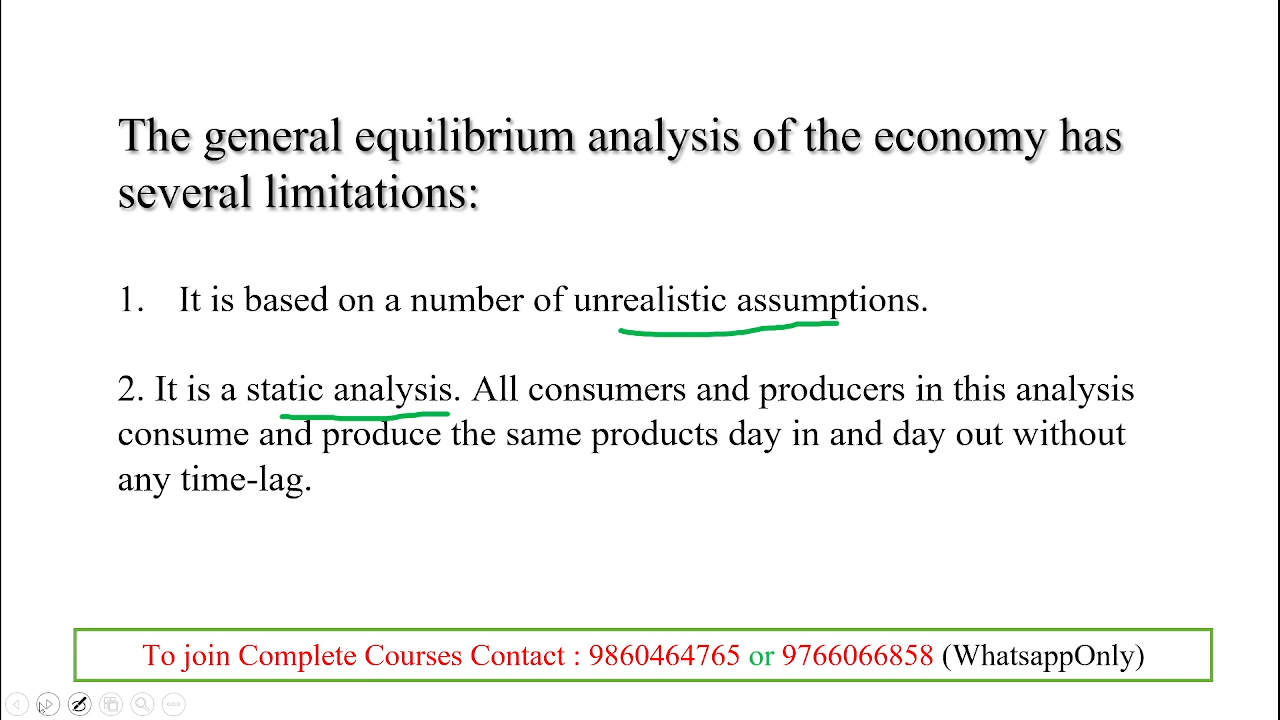 The general equilibrium analysis of the economy has
several limitations:
1. It is based on a number of unrealistic assumptions.
2. It is a static analysis. All consumers and producers in this analysis
consume and produce the same products day in and day out without
any time-lag.
To join Complete Courses Contact : 9860464765 or 9766066858 (WhatsappOnly)